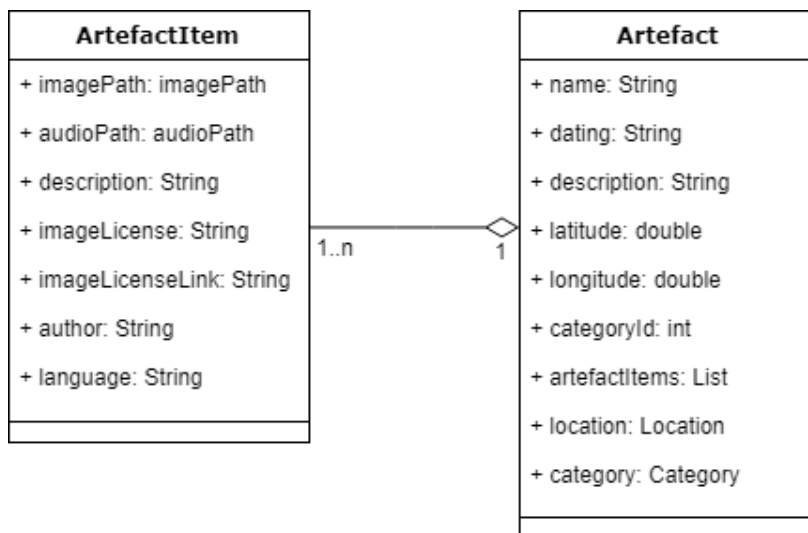 ArtefactItem
+ imagePath: imagePath
+ audioPath: audioPath
+ description: String
+ imageLicense: String
+ imageLicenseLink: String
+ author: String
+ language: String
1..n
1
Artefact
+ name: String
+ dating: String
+ description: String
+ latitude: double
+ longitude: double
+ categoryId: int
+ artefactItems: List
+ location: Location
+ category: Category